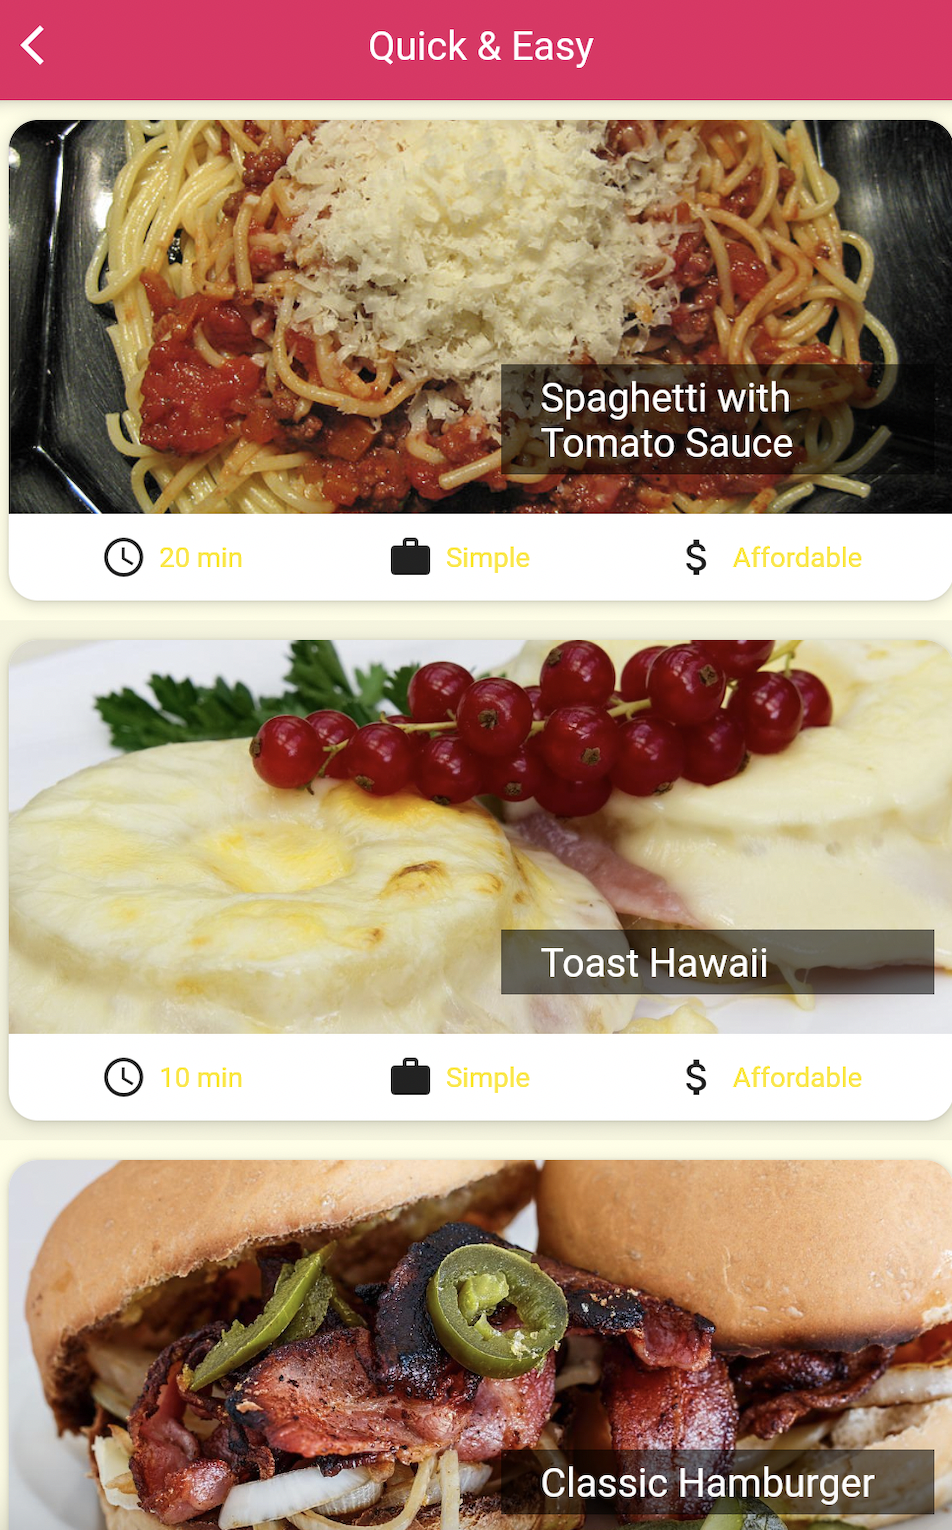 Quick & Easy
Spaghetti with
Tomato Sauce
20 min Simple Affordable
Toast Hawaii
10 min Simple Affordable
Classic Hamburger